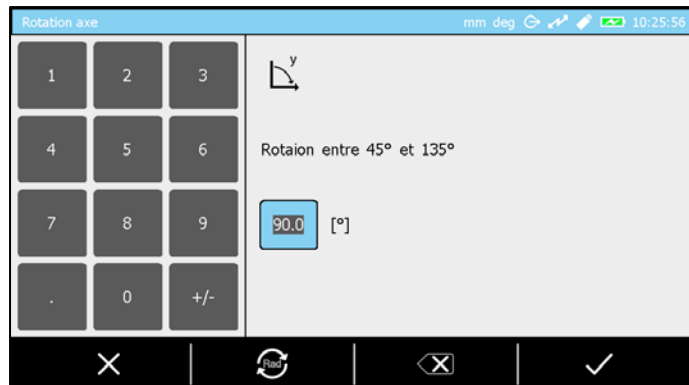 Rotation axe mm deg 10:25:56
1 2 3
y
4 5 6
Rotaion entre 45° et 135°
7 8 9
90.0 [°]
. 0 +/-
Rad